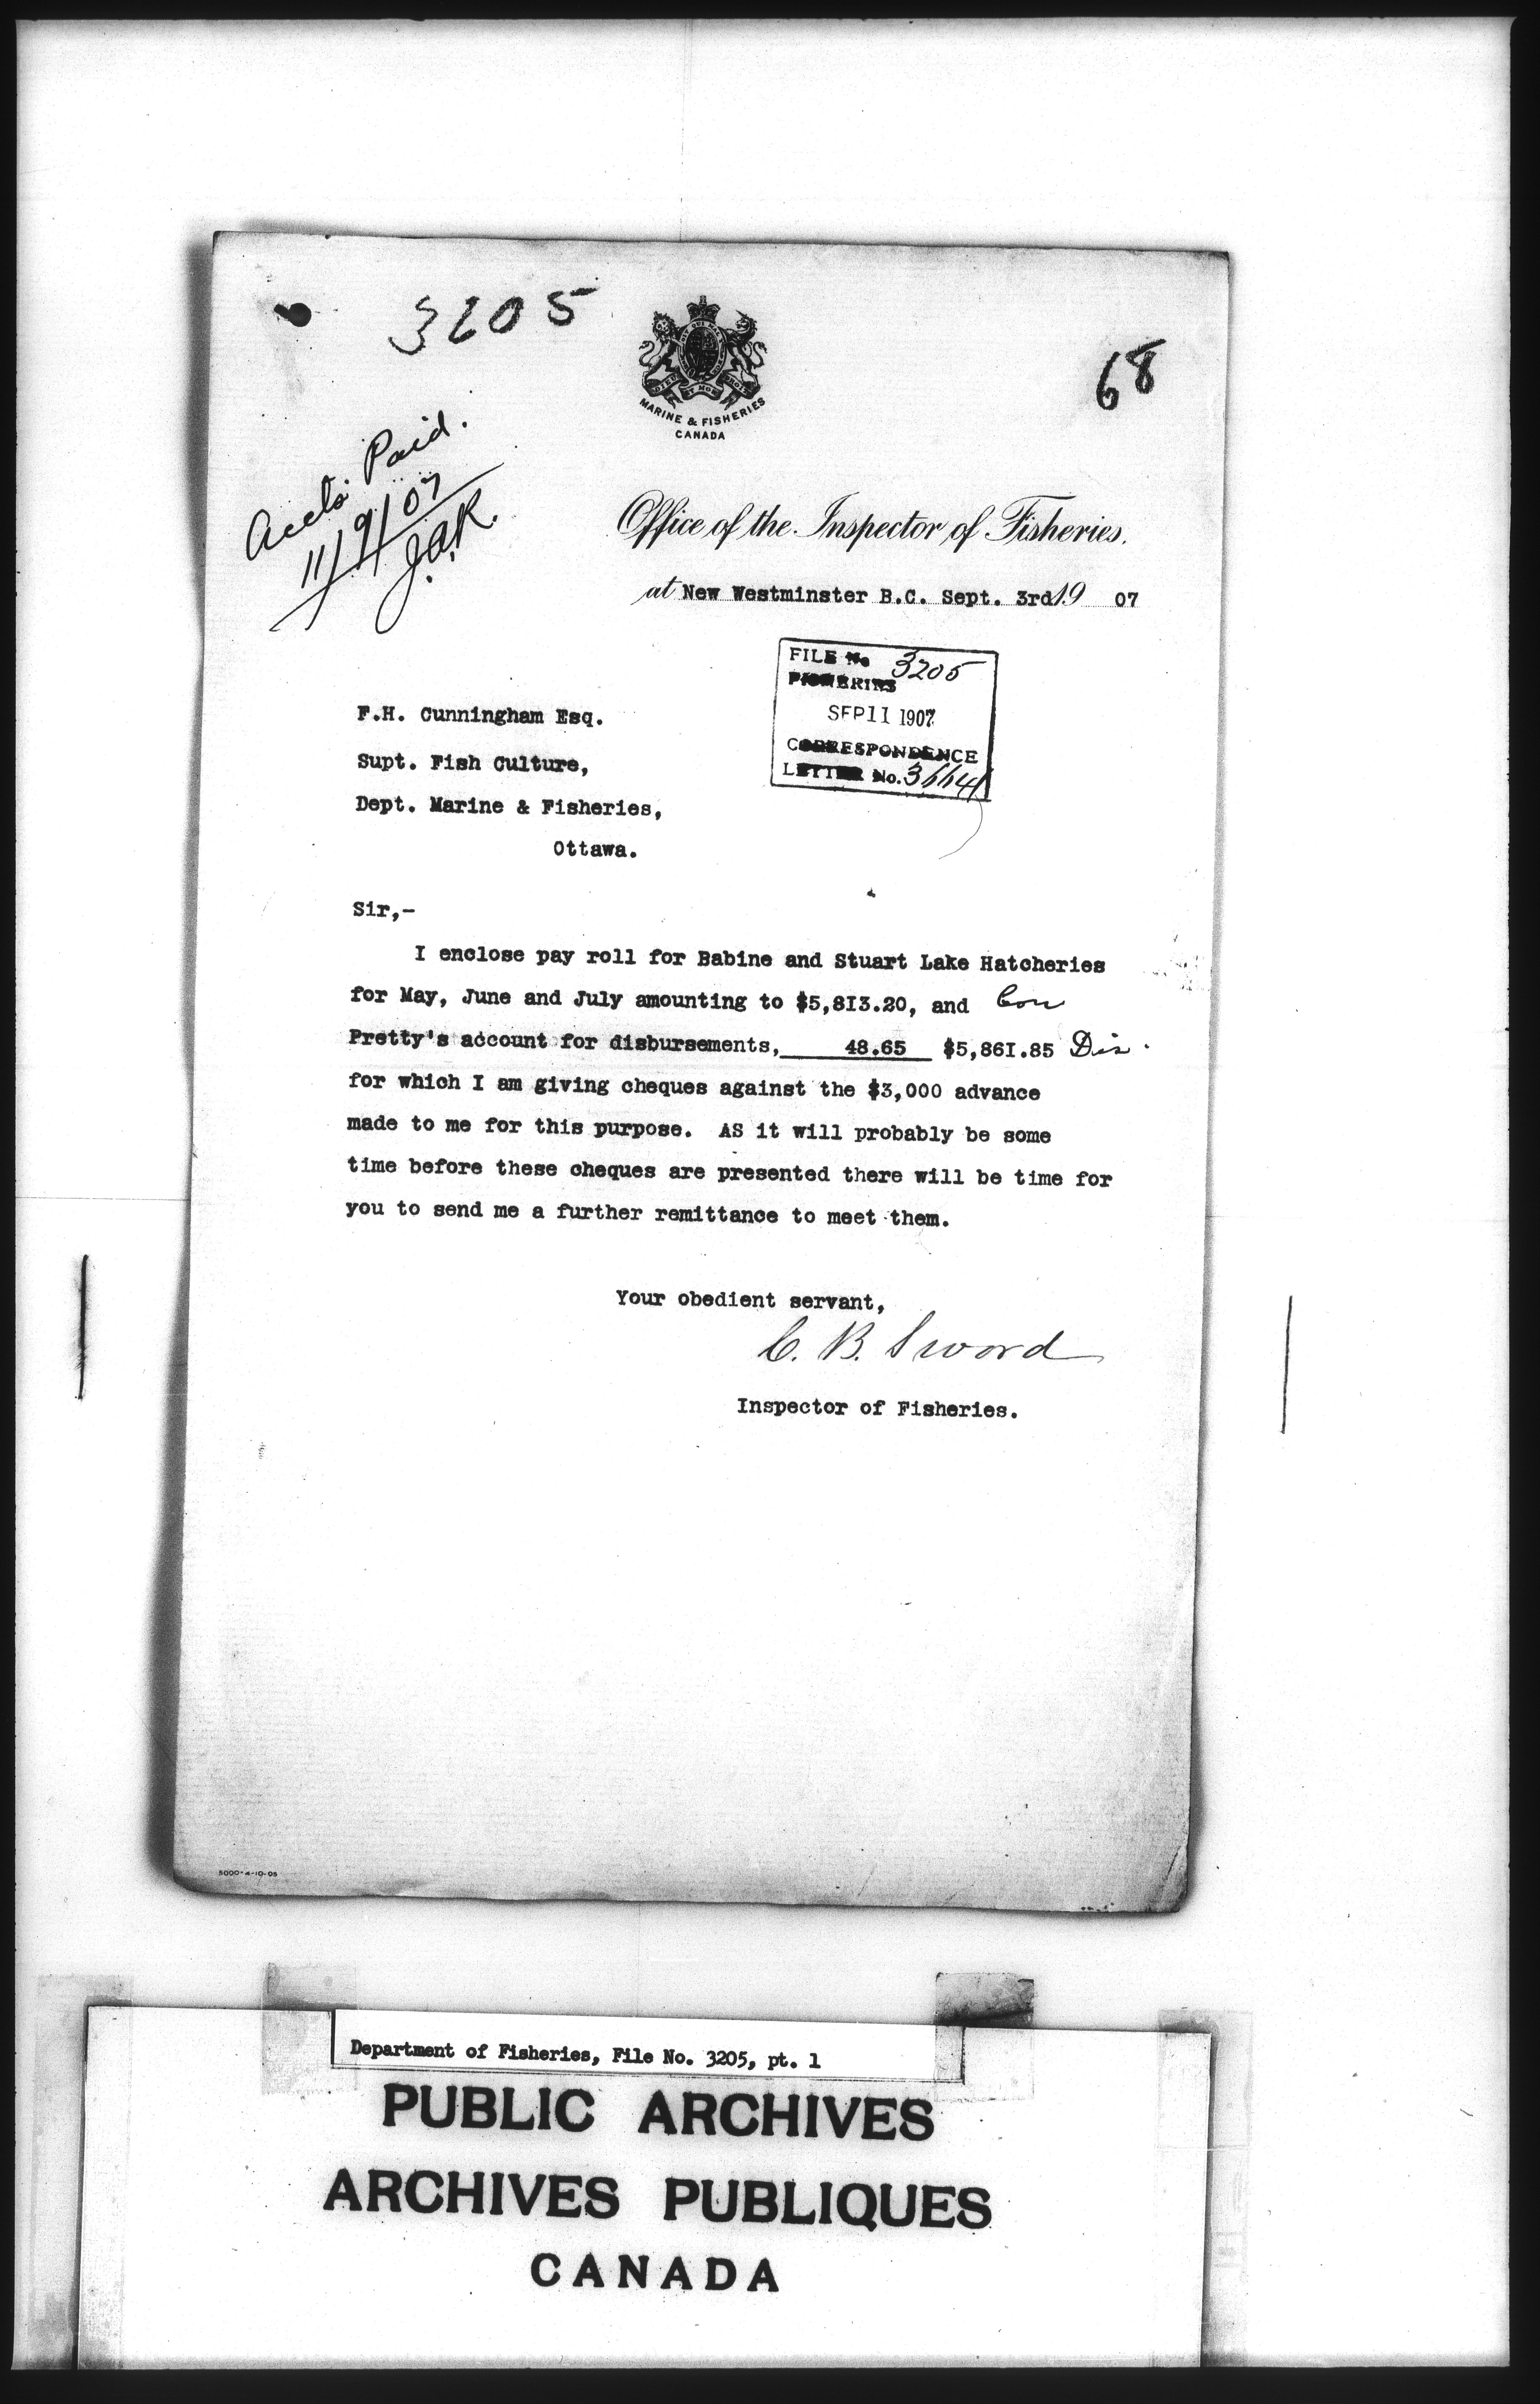 3205
68
MARINE & FISHERIES
CANADA
Accts. Paid.
11/9/07
J.A.R.
Office of the Inspector of Fisheries.
at New Westminster B.C. Sept. 3rd 19 07
FILE No 3205
FISHERIES
SEP 11 1907
CORRESPONDENCE
LETTER No.
F.H. Cunningham Esq.
Supt. Fish Culture,
Dept. Marine & Fisheries,
Ottawa.
Sir,-
I enclose pay roll for Babine and Stuart Lake Hatcheries
for May, June and July amounting to $5,813.20, and Con
Pretty's account for disbursements, 48.65 $5,861.85 Dis.
for which I am giving cheques against the $3,000 advance
made to me for this purpose. AS it will probably be some
time before these cheques are presented there will be time for
you to send me a further remittance to meet them.
Your obedient servant,
C. B. Sword
Inspector of Fisheries.
5000-4-10-05
Department of Fisheries, File No. 3205, pt. 1
PUBLIC ARCHIVES
ARCHIVES PUBLIQUES
CANADA